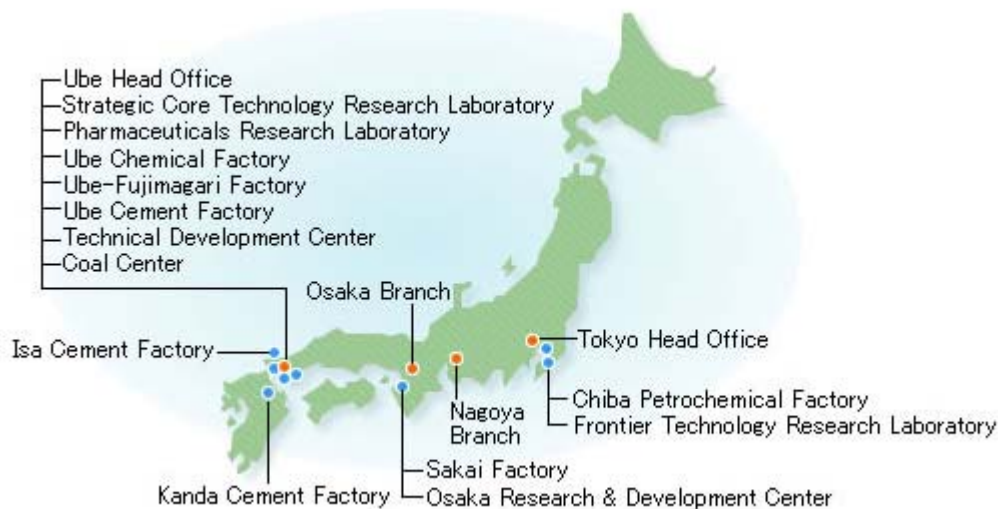 Ube Head Office
Strategic Core Technology Research Laboratory
Pharmaceuticals Research Laboratory
Ube Chemical Factory
Ube-Fujimagari Factory
Ube Cement Factory
Technical Development Center
Coal Center
Osaka Branch
Isa Cement Factory
Tokyo Head Office
Nagoya
Branch
Chiba Petrochemical Factory
Frontier Technology Research Laboratory
Sakai Factory
Kanda Cement Factory
Osaka Research & Development Center